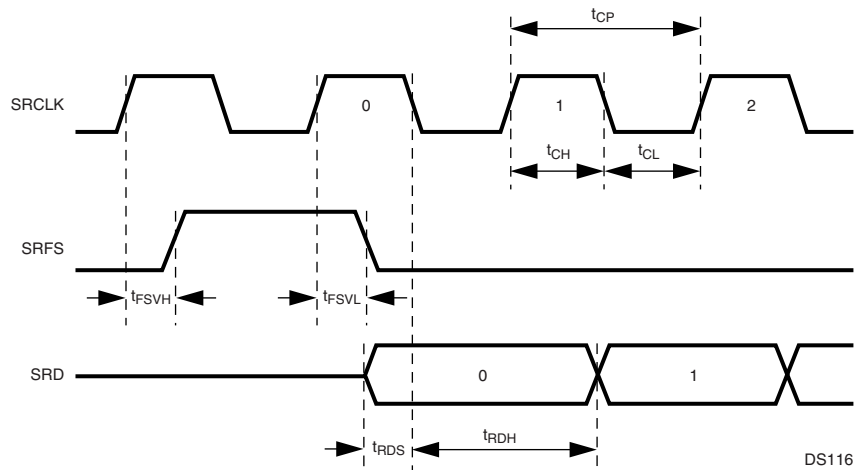 tCP
SRCLK
0
1
2
tCH
tCL
SRFS
tFSVH
tFSVL
SRD
0
1
tRDS
tRDH
DS116